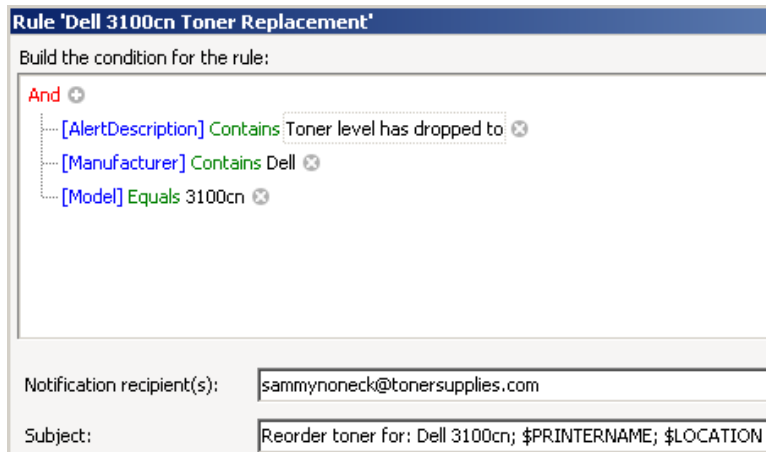 Rule 'Dell 3100cn Toner Replacement'
Build the condition for the rule:
And
[AlertDescription] Contains Toner level has dropped to
[Manufacturer] Contains Dell
[Model] Equals 3100cn
Notification recipient(s): sammynoneck@tonersupplies.com
Subject: Reorder toner for: Dell 3100cn; $PRINTERNAME; $LOCATION